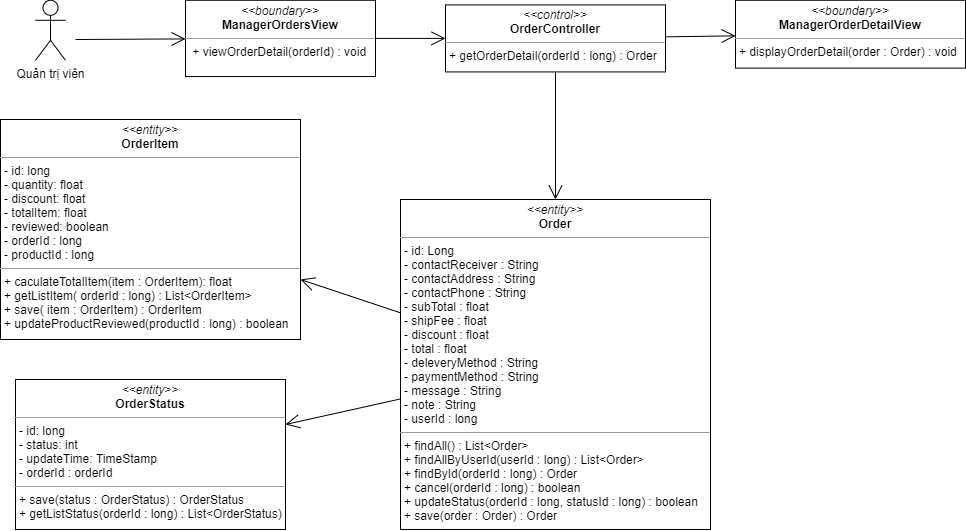 Quản trị viên
<<boundary>>
ManagerOrdersView
+ viewOrderDetail(orderId) : void
<<control>>
OrderController
+ getOrderDetail(orderId : long) : Order
<<boundary>>
ManagerOrderDetailView
+ displayOrderDetail(order : Order) : void
<<entity>>
OrderItem
- id: long
- quantity: float
- discount: float
- totalItem: float
- reviewed: boolean
- orderId : long
- productId : long
+ caculateTotalItem(item : OrderItem): float
+ getListItem( orderId : long) : List<OrderItem>
+ save( item : OrderItem) : OrderItem
+ updateProductReviewed(productId : long) : boolean
<<entity>>
Order
- id: Long
- contactReceiver : String
- contactAddress : String
- contactPhone : String
- subTotal : float
- shipFee : float
- discount : float
- total : float
- deleveryMethod : String
- paymentMethod : String
- message : String
- note : String
- userId : long
+ findAll() : List<Order>
+ findAllByUserId(userId : long) : List<Order>
+ findById(orderId : long) : Order
+ cancel(orderId : long) : boolean
+ updateStatus(orderId : long, statusId : long) : boolean
+ save(order : Order) : Order
<<entity>>
OrderStatus
- id: long
- status: int
- updateTime: TimeStamp
- orderId : orderId
+ save(status : OrderStatus) : OrderStatus
+ getListStatus(orderId : long) : List<OrderStatus)